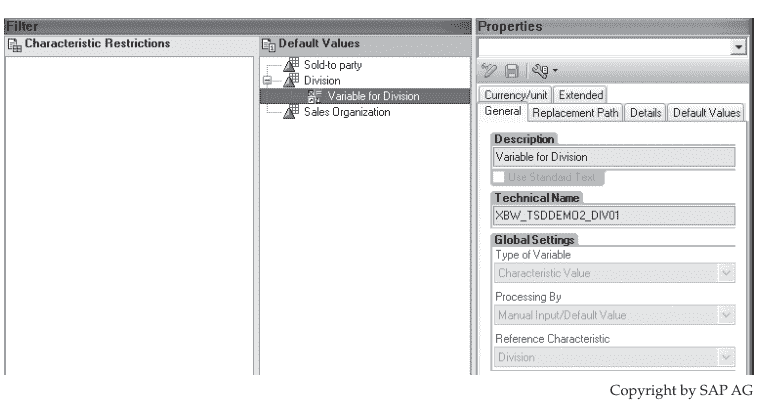 Filter
Characteristic Restrictions
Default Values
Sold-to party
Division
Variable for Division
Sales Organization
Properties
Currency/unit Extended
General Replacement Path Details Default Values
Description
Variable for Division
Use Standard Text
Technical Name
XBW_TSDDEMO2_DIV01
Global Settings
Type of Variable
Characteristic Value
Processing By
Manual Input/Default Value
Reference Characteristic
Division
Copyright by SAP AG